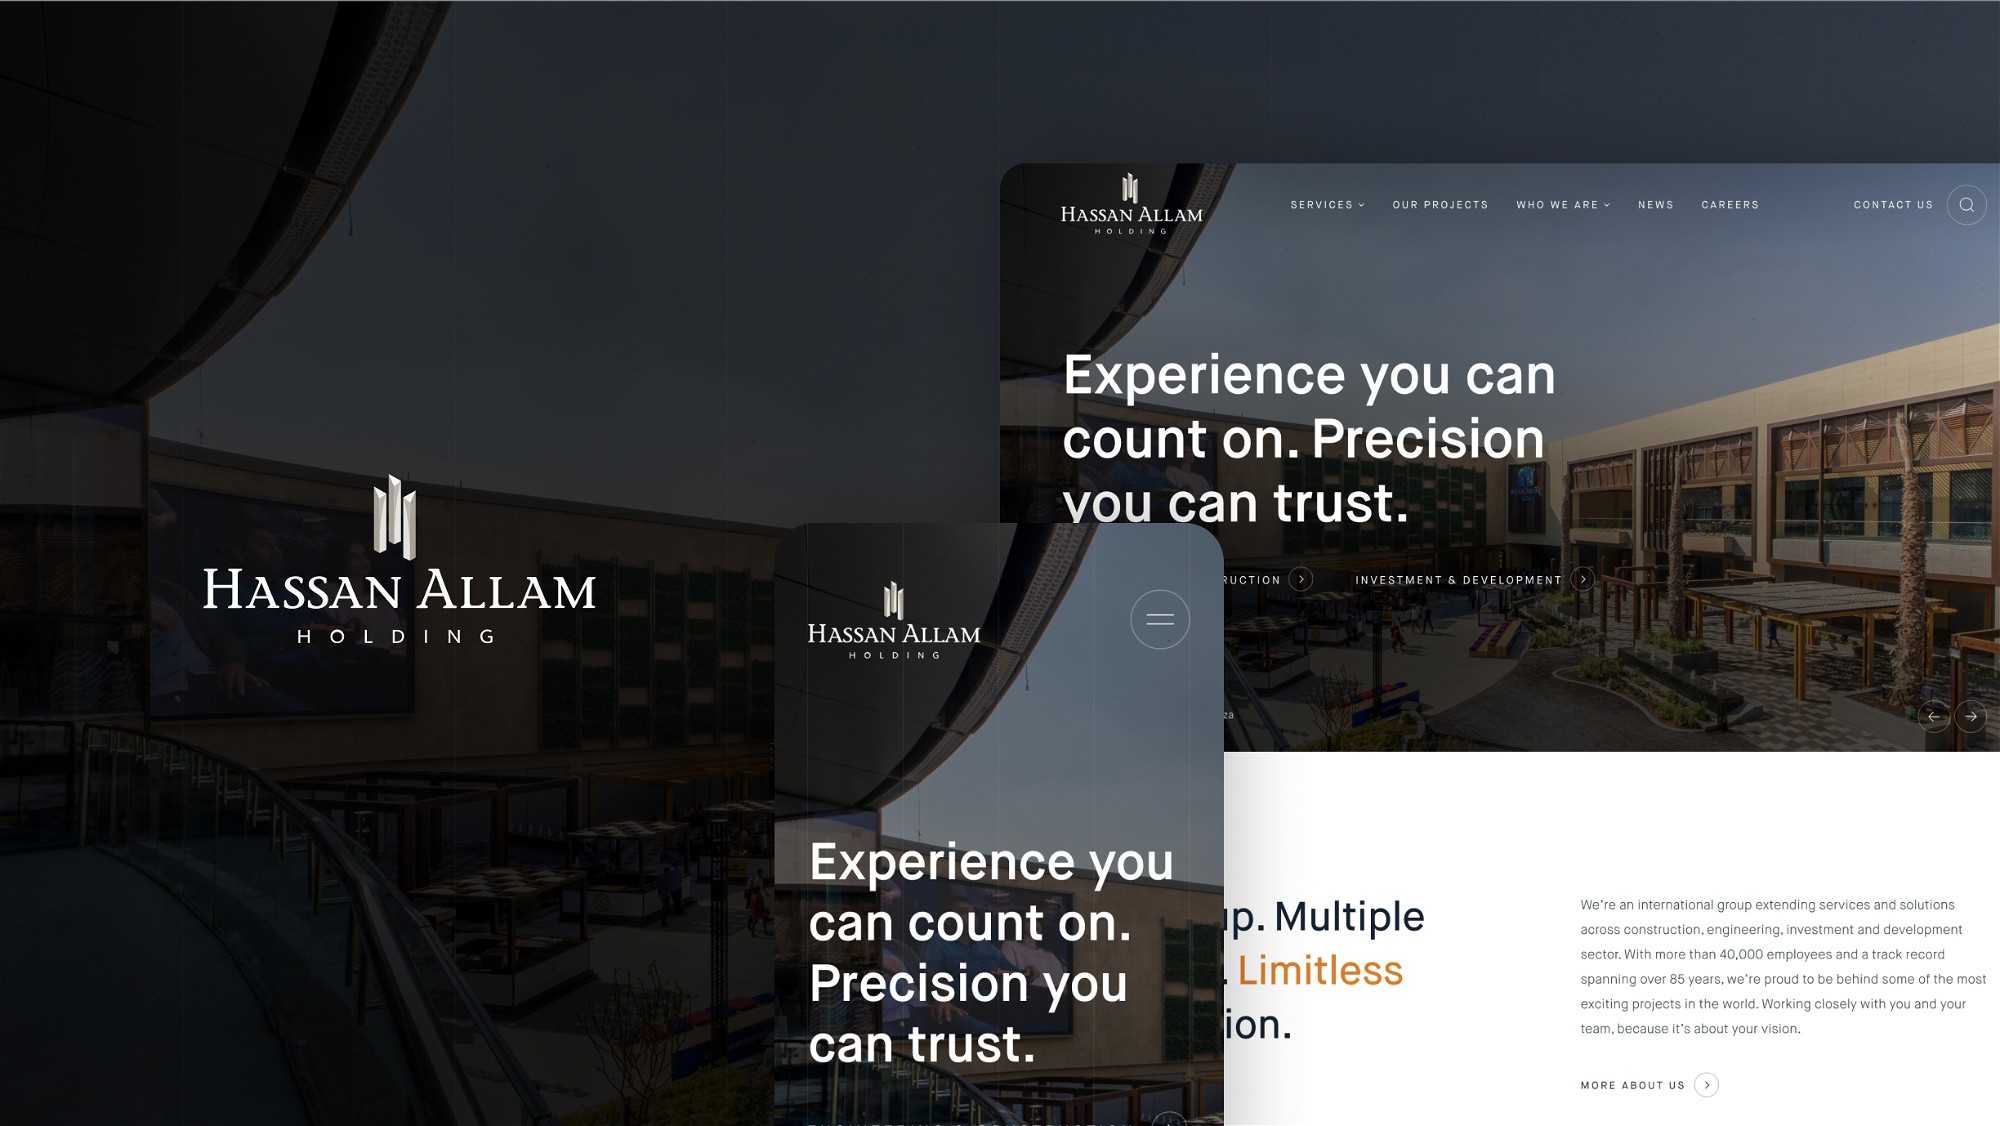 HASSAN ALLAM
HOLDING
HASSAN ALLAM
HOLDING
SERVICES
OUR PROJECTS
WHO WE ARE
NEWS
CAREERS
CONTACT US
Experience you can
count on. Precision
you can trust.
RUCTION
INVESTMENT & DEVELOPMENT
za
HASSAN ALLAM
HOLDING
Experience you
can count on.
Precision you
can trust.
up. Multiple
. Limitless
ion.
We're an international group extending services and solutions
across construction, engineering, investment and development
sector. With more than 40,000 employees and a track record
spanning over 85 years, we're proud to be behind some of the most
exciting projects in the world. Working closely with you and your
team, because it's about your vision.
MORE ABOUT US